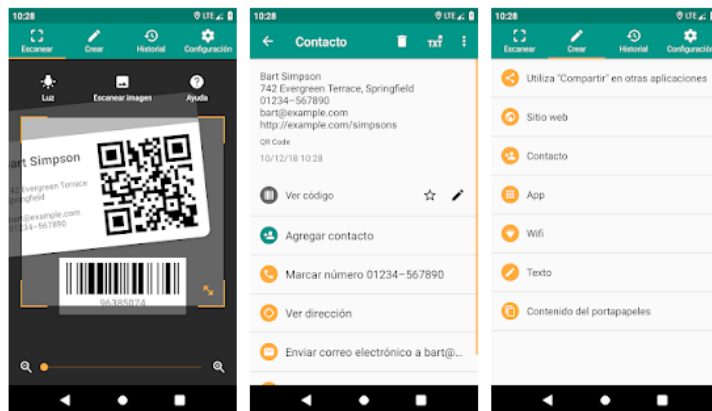 10:28
LTE
Escanear
Crear
Historial
Configuración
Luz
Escanear imagen
Ayuda
Bart Simpson
742 Evergreen Terrace
Springfield
bart@example.com
01234-567890
96385074
10:28
LTE
Contacto
TXT
Bart Simpson
742 Evergreen Terrace, Springfield
01234-567890
bart@example.com
http://example.com/simpsons
QR Code
10/12/18 10:28
Ver código
Agregar contacto
Marcar número 01234-567890
Ver dirección
Enviar correo electrónico a bart@...
10:28
LTE
Escanear
Crear
Historial
Configuración
Utiliza "Compartir" en otras aplicaciones
Sitio web
Contacto
App
Wifi
Texto
Contenido del portapapeles